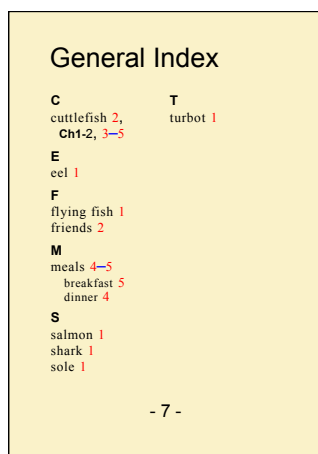 General Index
C
cuttlefish 2,
Ch1-2, 3–5
E
eel 1
F
flying fish 1
friends 2
M
meals 4–5
breakfast 5
dinner 4
S
salmon 1
shark 1
sole 1
T
turbot 1
- 7 -